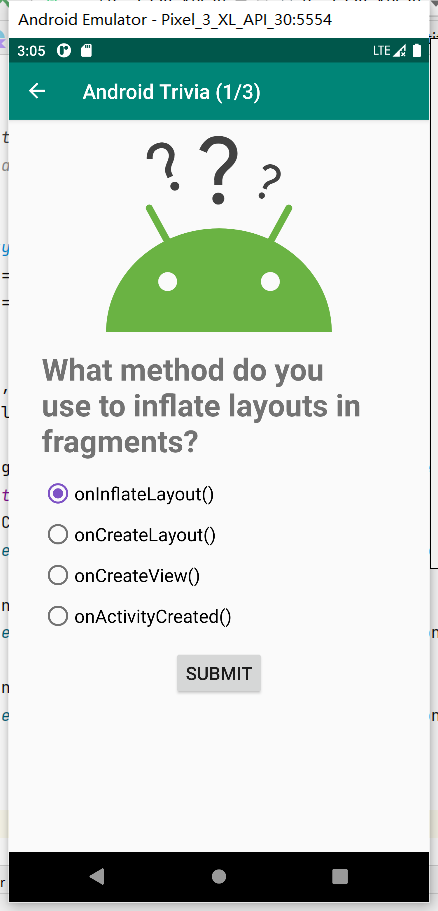 Android Emulator - Pixel_3_XL_API_30:5554
3:05 LTE
Android Trivia (1/3)
? ? ?
What method do you
use to inflate layouts in
fragments?
onInflateLayout()
onCreateLayout()
onCreateView()
onActivityCreated()
SUBMIT